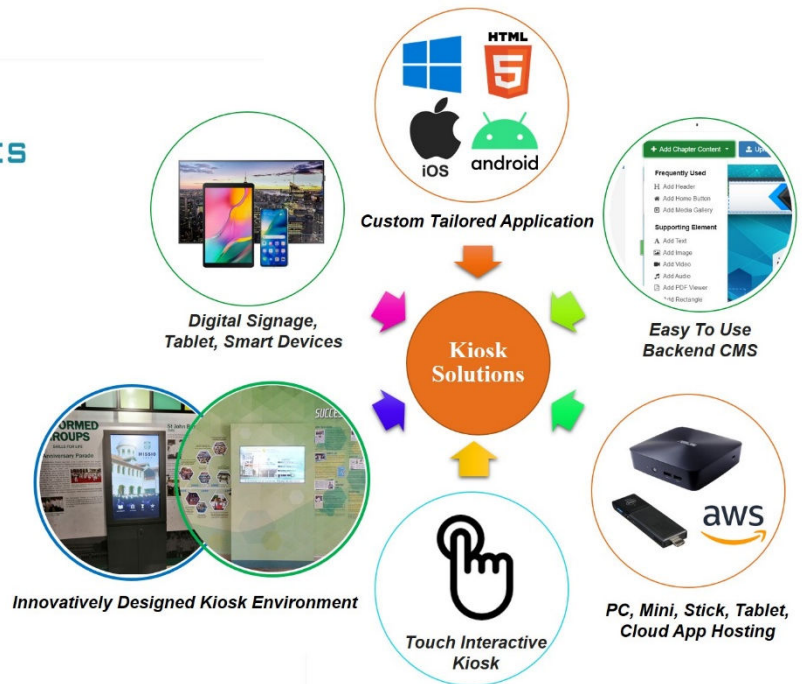 HTML
5
iOS
android
Custom Tailored Application
Digital Signage,
Tablet, Smart Devices
+ Add Chapter Content
Frequently Used
H Add Header
Add Home Button
Add Media Gallery
Supporting Element
A Add Text
Add Image
Add Video
Add Audio
Add PDF Viewer
Add Rectangle
Easy To Use
Backend CMS
Kiosk
Solutions
GROUPS
Anniversary Parade
SUCCES
Innovatively Designed Kiosk Environment
Touch Interactive
Kiosk
aws
PC, Mini, Stick, Tablet,
Cloud App Hosting